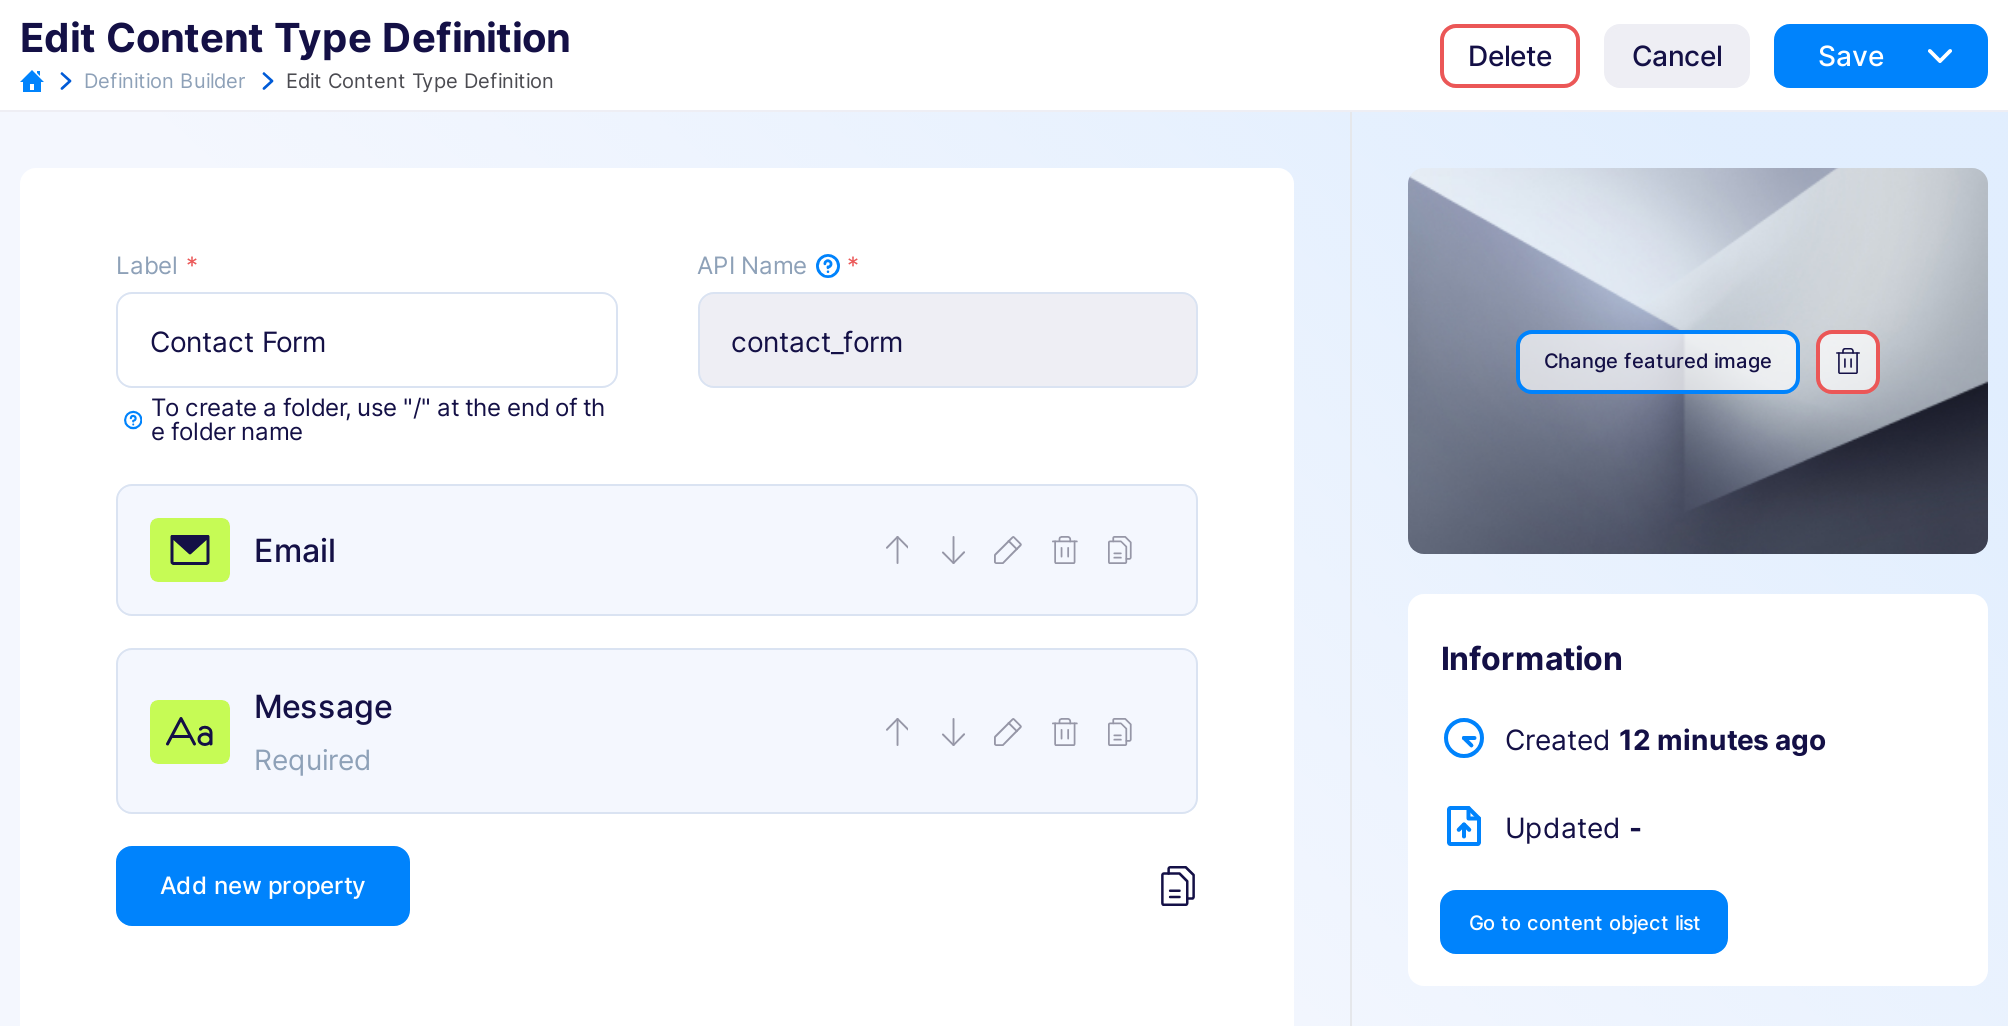 Edit Content Type Definition
Definition Builder
Edit Content Type Definition
Delete
Cancel
Save
Label *
API Name *
Contact Form
contact_form
To create a folder, use "/" at the end of th
e folder name
Email
Aa
Message
Required
Add new property
Change featured image
Information
Created 12 minutes ago
Updated -
Go to content object list